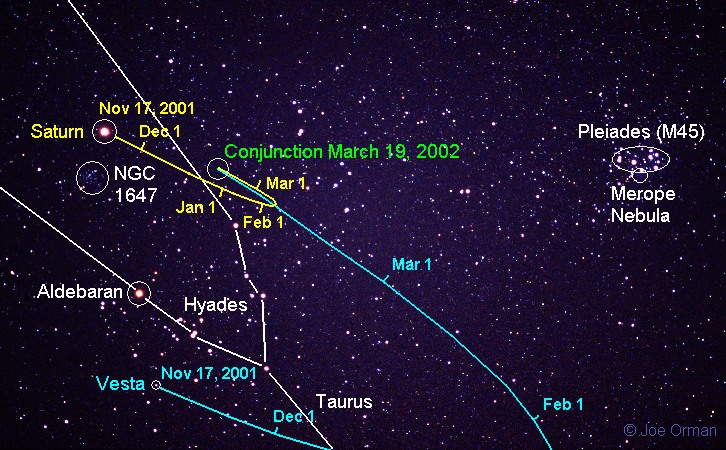 Nov 17, 2001
Saturn
Dec 1
Pleiades (M45)
Conjunction March 19, 2002
NGC
1647
Mar 1
Merope
Nebula
Jan 1
Feb 1
Mar 1
Aldebaran
Hyades
Nov 17, 2001
Vesta
Taurus
Feb 1
Dec 1
© Joe Orman